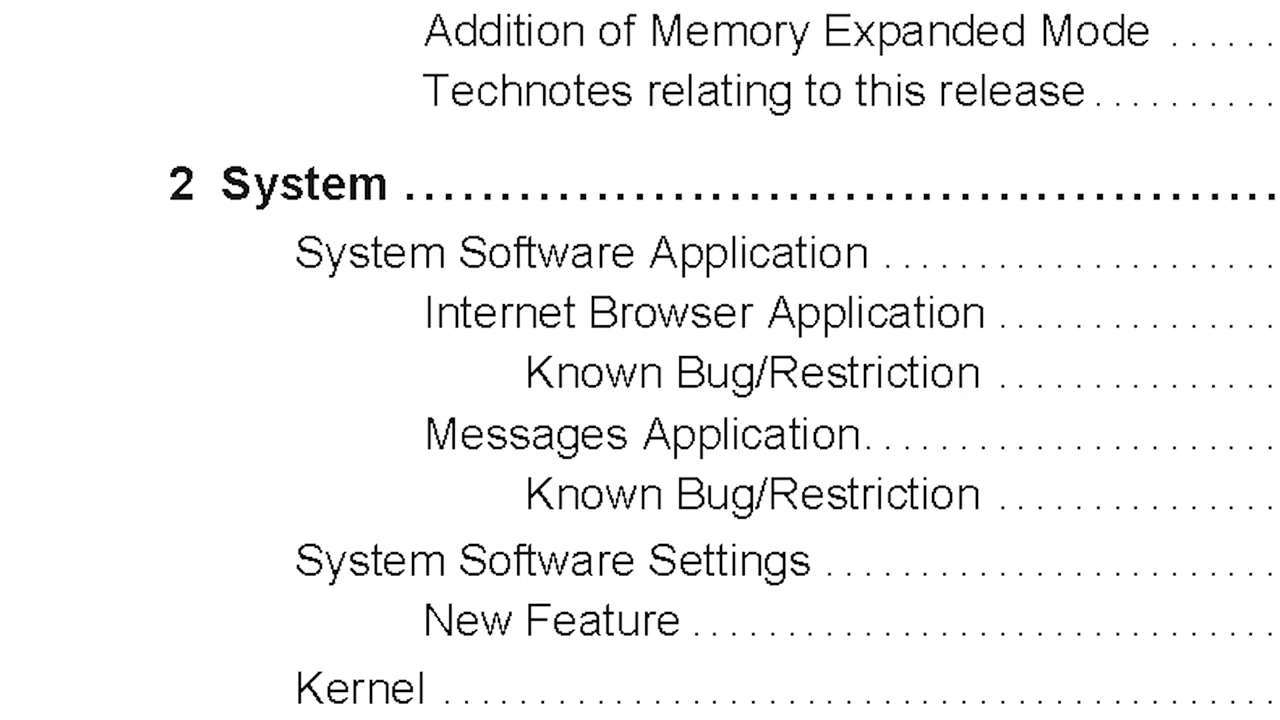 Addition of Memory Expanded Mode . . . . . .
Technotes relating to this release . . . . . . . . . .
2 System . . . . . . . . . . . . . . . . . . . . . . . . . . . . . . . . . . . . . . . . . . . . .
System Software Application . . . . . . . . . . . . . . . . . . . . .
Internet Browser Application . . . . . . . . . . . . . . .
Known Bug/Restriction . . . . . . . . . . . . . . .
Messages Application . . . . . . . . . . . . . . . . . . . . . .
Known Bug/Restriction . . . . . . . . . . . . . . .
System Software Settings . . . . . . . . . . . . . . . . . . . . . . . .
New Feature . . . . . . . . . . . . . . . . . . . . . . . . . . . . . . .
Kernel . . . . . . . . . . . . . . . . . . . . . . . . . . . . . . . . . . . . . . . . . . . .